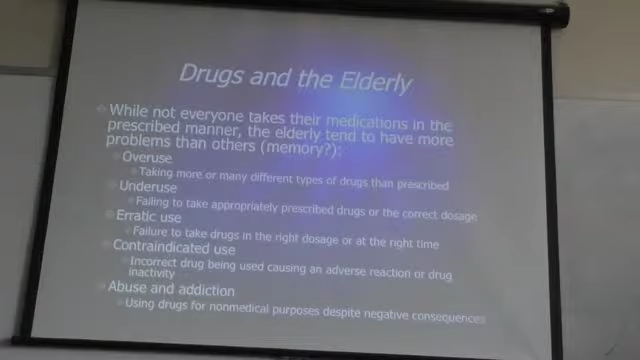 Drugs and the Elderly
While not everyone takes their medications in the
prescribed manner, the elderly tend to have more
problems than others (memory?):
Overuse
Taking more or many different types of drugs than prescribed
Underuse
Failing to take appropriately prescribed drugs or the correct dosage
Erratic use
Failure to take drugs in the right dosage or at the right time
Contraindicated use
Incorrect drug being used causing an adverse reaction or drug
inactivity
Abuse and addiction
Using drugs for nonmedical purposes despite negative consequences